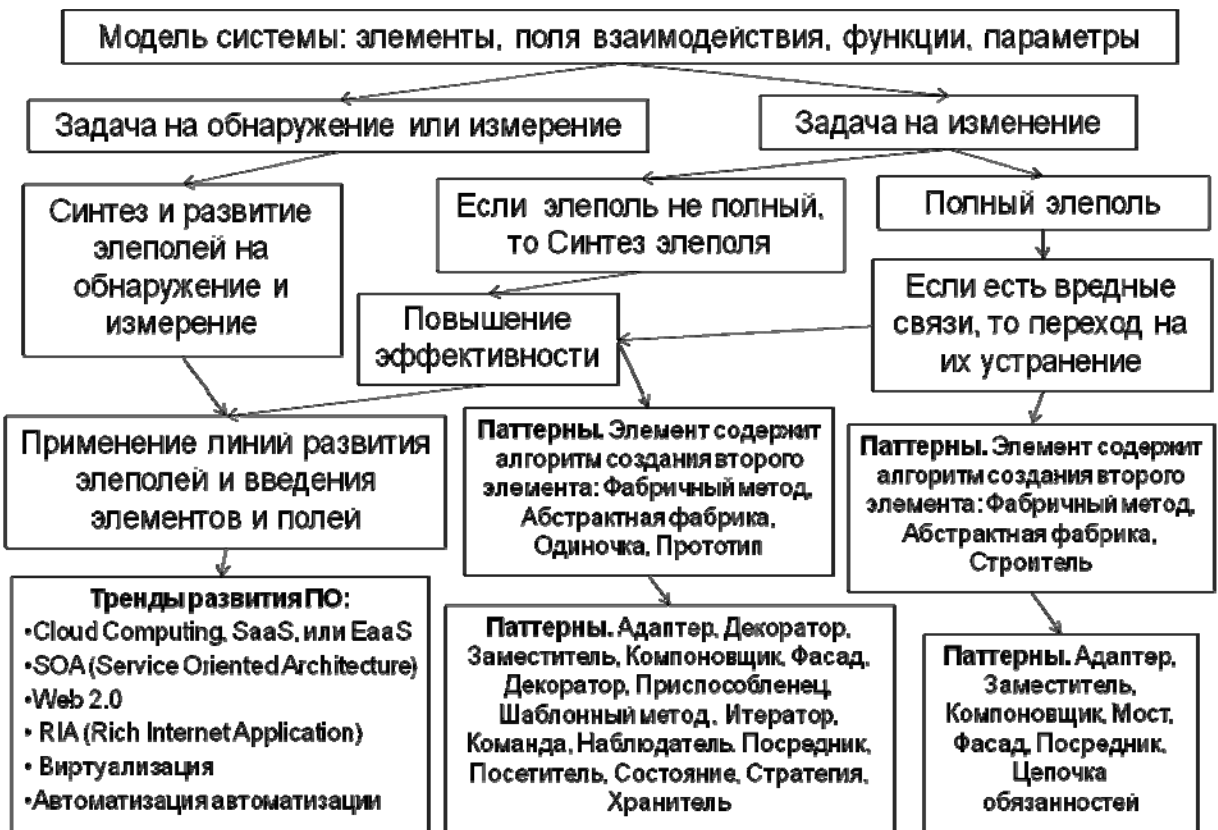 Модель системы: элементы, поля взаимодействия, функции, параметры
Задача на обнаружение или измерение
Задача на изменение
Синтез и развитие
элеполей на
обнаружение и
измерение
Если элеполь не полный,
то Синтез элеполя
Полный элеполь
Повышение
эффективности
Если есть вредные
связи, то переход на
их устранение
Применение линий развития
элеполей и введения
элементов и полей
Паттерны. Элемент содержит
алгоритм создания второго
элемента: Фабричный метод,
Абстрактная фабрика,
Одиночка, Прототип
Паттерны. Элемент содержит
алгоритм создания второго
элемента: Фабричный метод,
Абстрактная фабрика,
Строитель
Тренды развития ПО:
•Cloud Computing, SaaS, или EaaS
•SOA (Service Oriented Architecture)
•Web 2.0
• RIA (Rich Internet Application)
• Виртуализация
•Автоматизация автоматизации
Паттерны. Адаптер, Декоратор,
Заместитель, Компоновщик, Фасад,
Декоратор, Приспособленец,
Шаблонный метод, Итератор,
Команда, Наблюдатель. Посредник,
Посетитель, Состояние, Стратегия,
Хранитель
Паттерны. Адаптер,
Заместитель,
Компоновщик, Мост,
Фасад, Посредник,
Цепочка
обязанностей